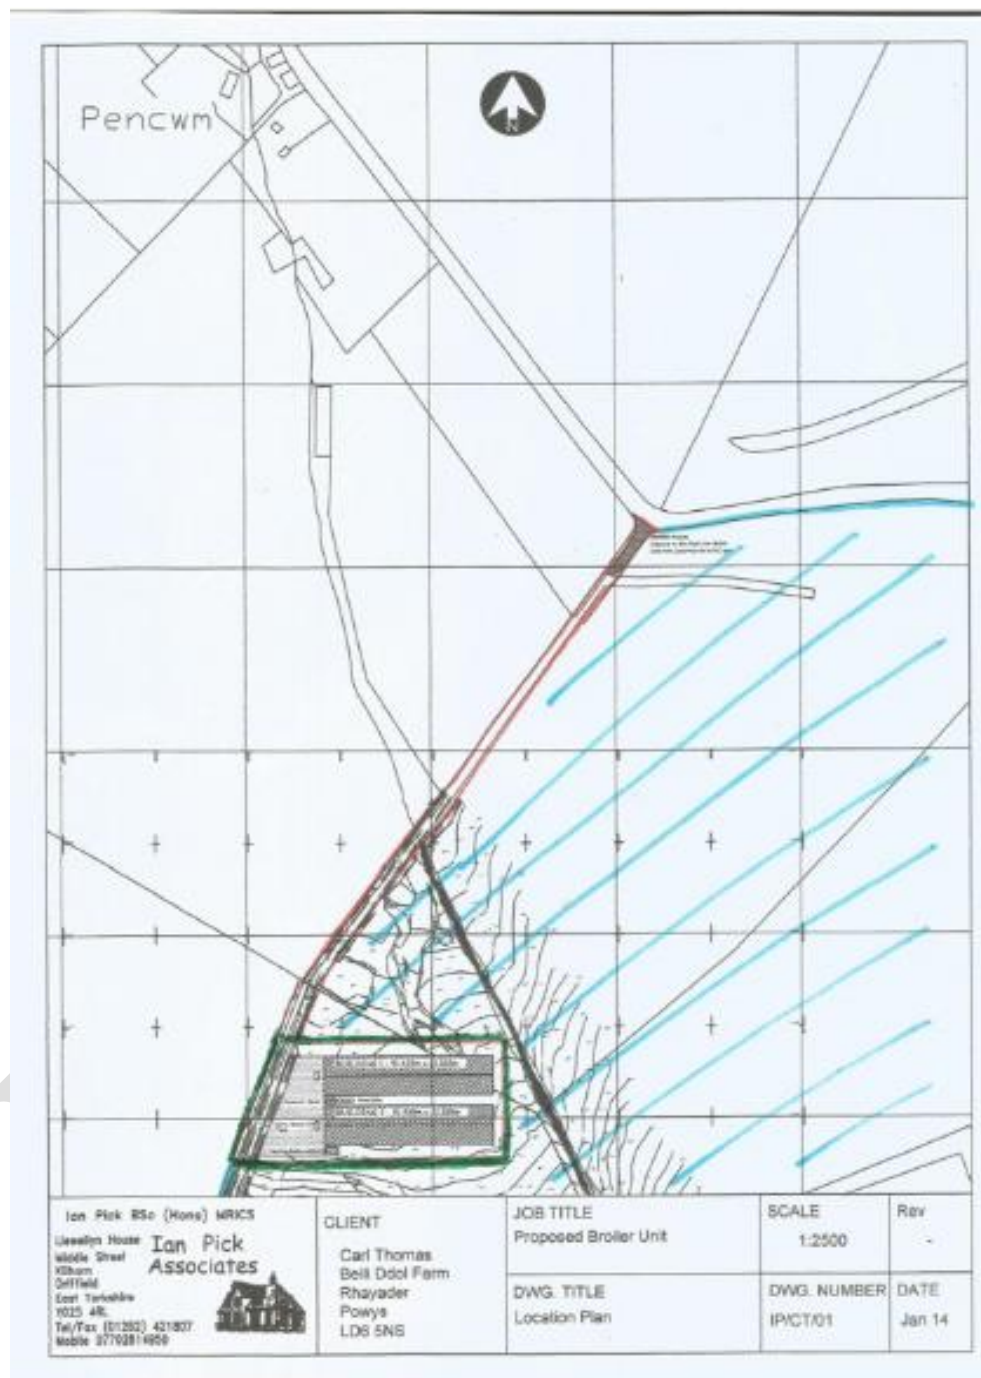 Pencwm
N
Ian Pick BSc (Hons) MRICS
Llewellyn House
Middle Street
Kilham
Driffield
East Yorkshire
YO25 4RL
Tel/Fax (01262) 421807
Mobile
Ian Pick
Associates
CLIENT
Carl Thomas
Beili Ddol Farm
Rhayader
Powys
LD6 5NS
JOB TITLE
Proposed Broiler Unit
DWG. TITLE
Location Plan
SCALE
1:2500
Rev
-
DWG. NUMBER
IP/CT/01
DATE
Jan 14